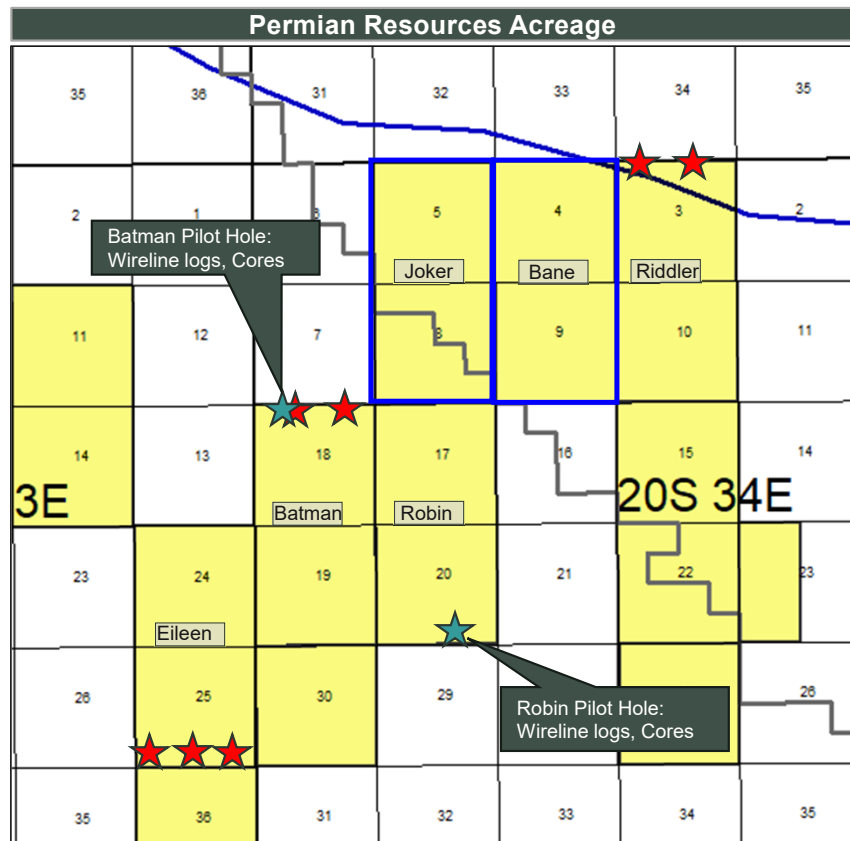 Permian Resources Acreage
35 36 31 32 33 34 35
2 1 6 5 4 3 2
Batman Pilot Hole:
Wireline logs, Cores
Joker Bane Riddler
11 12 7 8 9 10 11
14 13 18 17 16 15 14
3E 20S 34E
Batman Robin
23 24 19 20 21 22 23
Eileen
26 25 30 29 26
Robin Pilot Hole:
Wireline logs, Cores
35 36 31 32 33 34 35